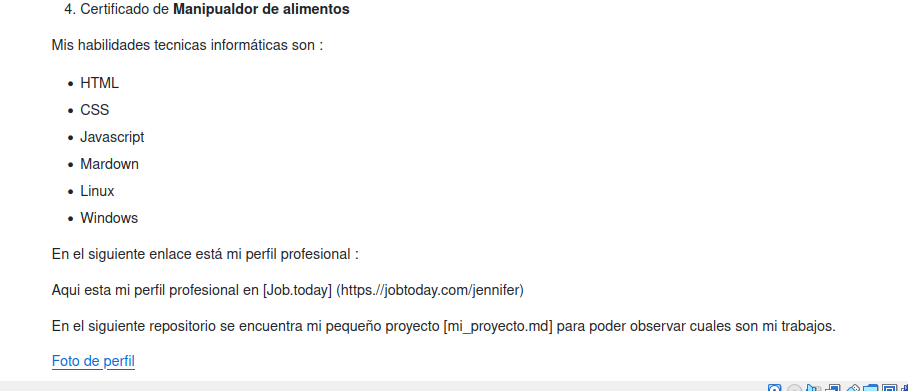 4. Certificado de Manipualdor de alimentos
Mis habilidades tecnicas informáticas son :
• HTML
• CSS
• Javascript
• Mardown
• Linux
• Windows
En el siguiente enlace está mi perfil profesional :
Aqui esta mi perfil profesional en [Job.today] (https.//jobtoday.com/jennifer)
En el siguiente repositorio se encuentra mi pequeño proyecto [mi_proyecto.md] para poder observar cuales son mi trabajos.
Foto de perfil